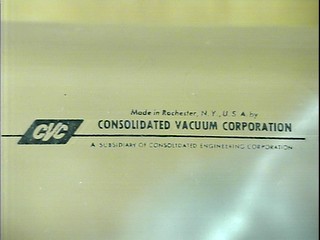 Made in Rochester, N.Y., U.S.A. by
CVC CONSOLIDATED VACUUM CORPORATION
A SUBSIDIARY OF CONSOLIDATED ENGINEERING CORPORATION